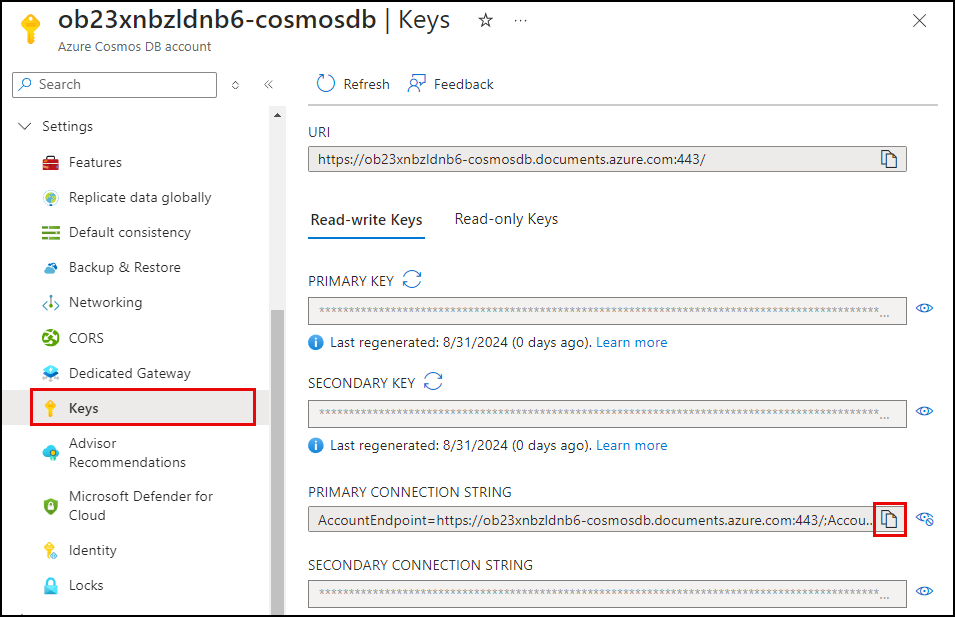 ob23xnbzldnb6-cosmosdb | Keys
Azure Cosmos DB account
Search
Settings
Features
Replicate data globally
Default consistency
Backup & Restore
Networking
CORS
Dedicated Gateway
Keys
Advisor
Recommendations
Microsoft Defender for
Cloud
Identity
Locks
Refresh
Feedback
URI
https://ob23xnbzldnb6-cosmosdb.documents.azure.com:443/
Read-write Keys
Read-only Keys
PRIMARY KEY
Last regenerated: 8/31/2024 (0 days ago). Learn more
SECONDARY KEY
Last regenerated: 8/31/2024 (0 days ago). Learn more
PRIMARY CONNECTION STRING
AccountEndpoint=https://ob23xnbzldnb6-cosmosdb.documents.azure.com:443/;Accou...
SECONDARY CONNECTION STRING